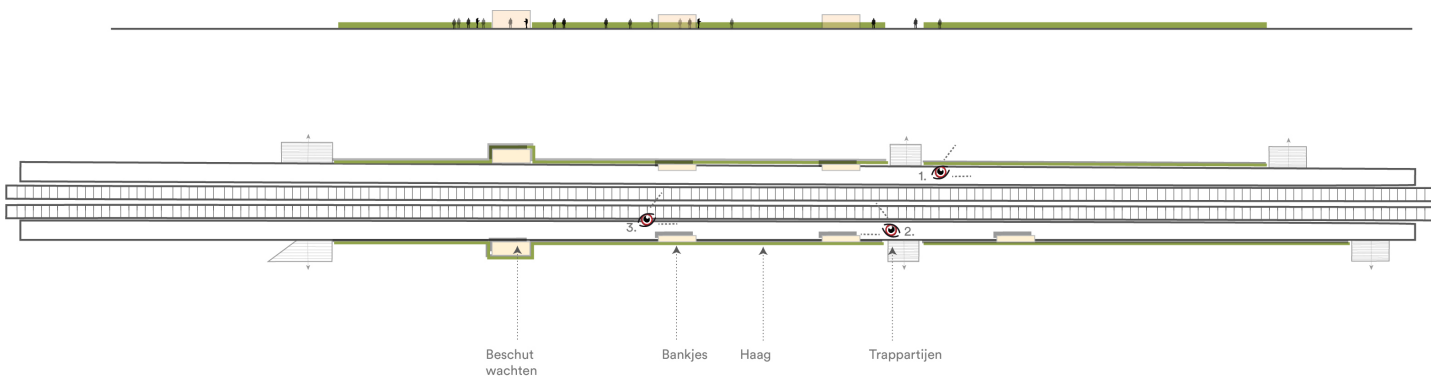 1.
3.
2.
Beschut
wachten
Bankjes
Haag
Trappartijen